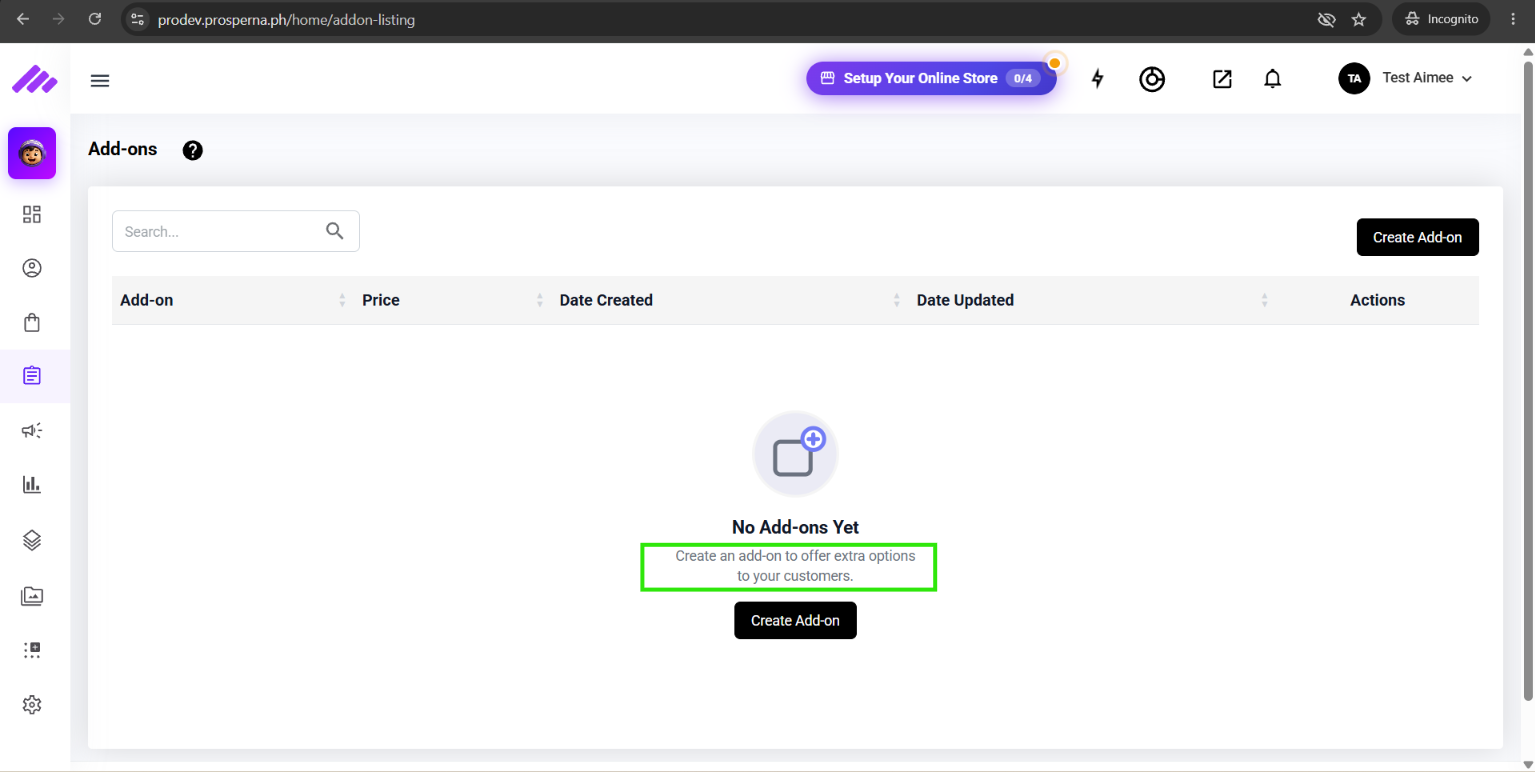 prodev.prosperna.ph/home/addon-listing
Incognito
Setup Your Online Store 0/4
TA
Test Aimee
Add-ons ?
Search...
Create Add-on
Add-on Price Date Created Date Updated Actions
No Add-ons Yet
Create an add-on to offer extra options
to your customers.
Create Add-on